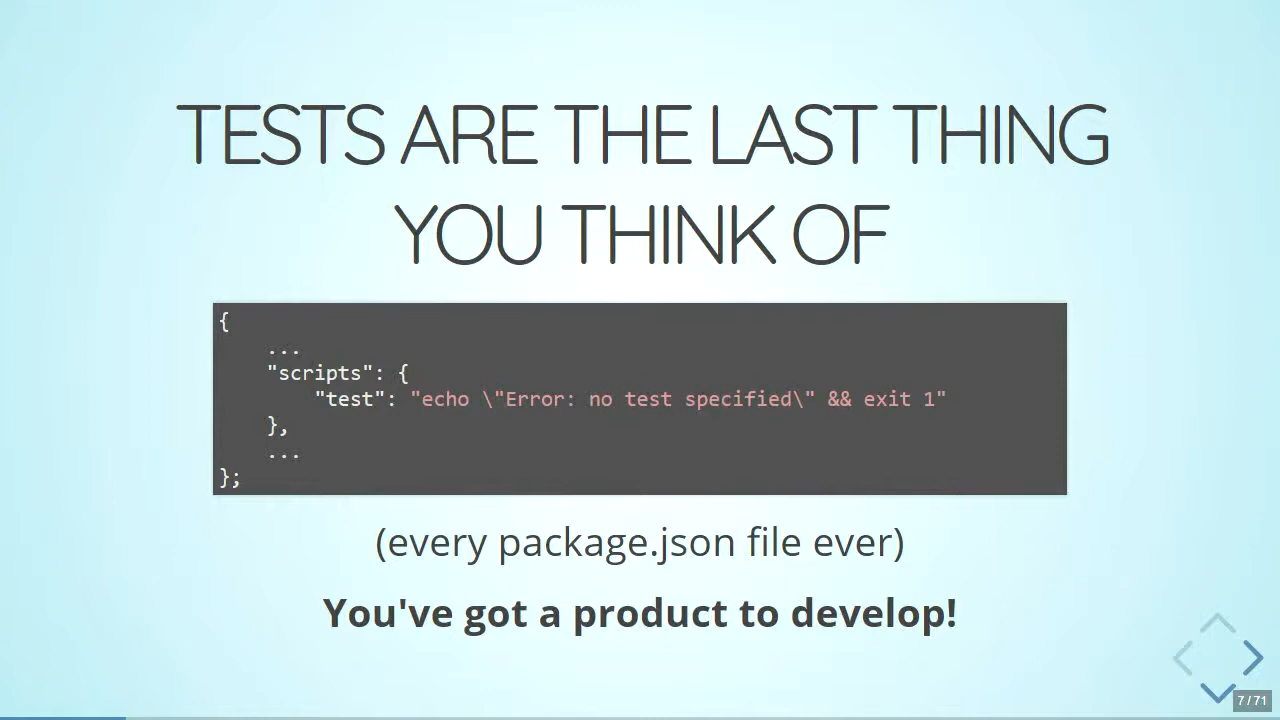 TESTS ARE THE LAST THING
YOU THINK OF
{
    ...
    "scripts": {
        "test": "echo \"Error: no test specified\" && exit 1"
    },
    ...
};
(every package.json file ever)
You've got a product to develop!
7 / 71